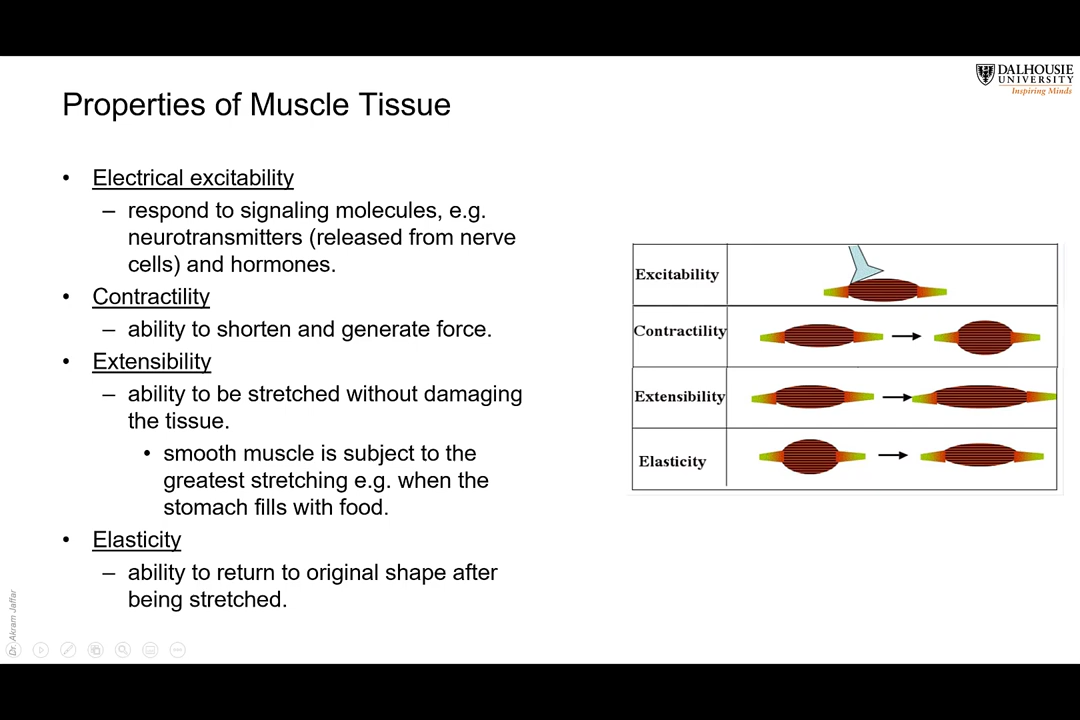 DALHOUSIE
UNIVERSITY
Inspiring Minds
Properties of Muscle Tissue
• Electrical excitability
– respond to signaling molecules, e.g.
neurotransmitters (released from nerve
cells) and hormones.
• Contractility
– ability to shorten and generate force.
• Extensibility
– ability to be stretched without damaging
the tissue.
• smooth muscle is subject to the
greatest stretching e.g. when the
stomach fills with food.
• Elasticity
– ability to return to original shape after
being stretched.
Excitability
Contractility
Extensibility
Elasticity
Dr. Akram Jaffar